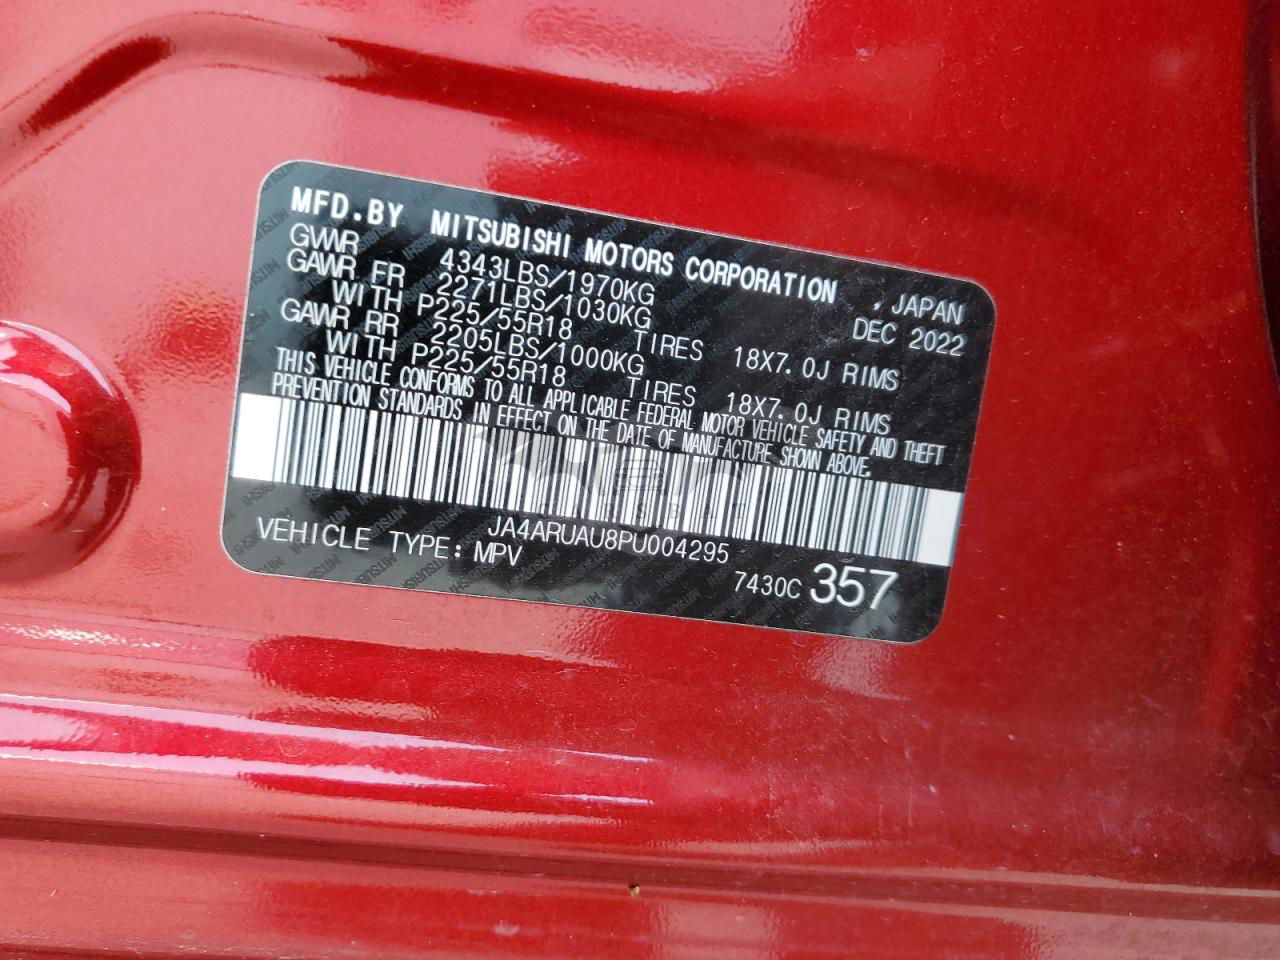 MFD.BY MITSUBISHI MOTORS CORPORATION , JAPAN
GVWR 4343LBS/1970KG DEC 2022
GAWR FR 2271LBS/1030KG
WITH P225/55R18 TIRES 18X7.0J RIMS
GAWR RR 2205LBS/1000KG
WITH P225/55R18 TIRES 18X7.0J RIMS
THIS VEHICLE CONFORMS TO ALL APPLICABLE FEDERAL MOTOR VEHICLE SAFETY AND THEFT
PREVENTION STANDARDS IN EFFECT ON THE DATE OF MANUFACTURE SHOWN ABOVE.
JA4ARUAU8PU004295
VEHICLE TYPE: MPV
7430C 357